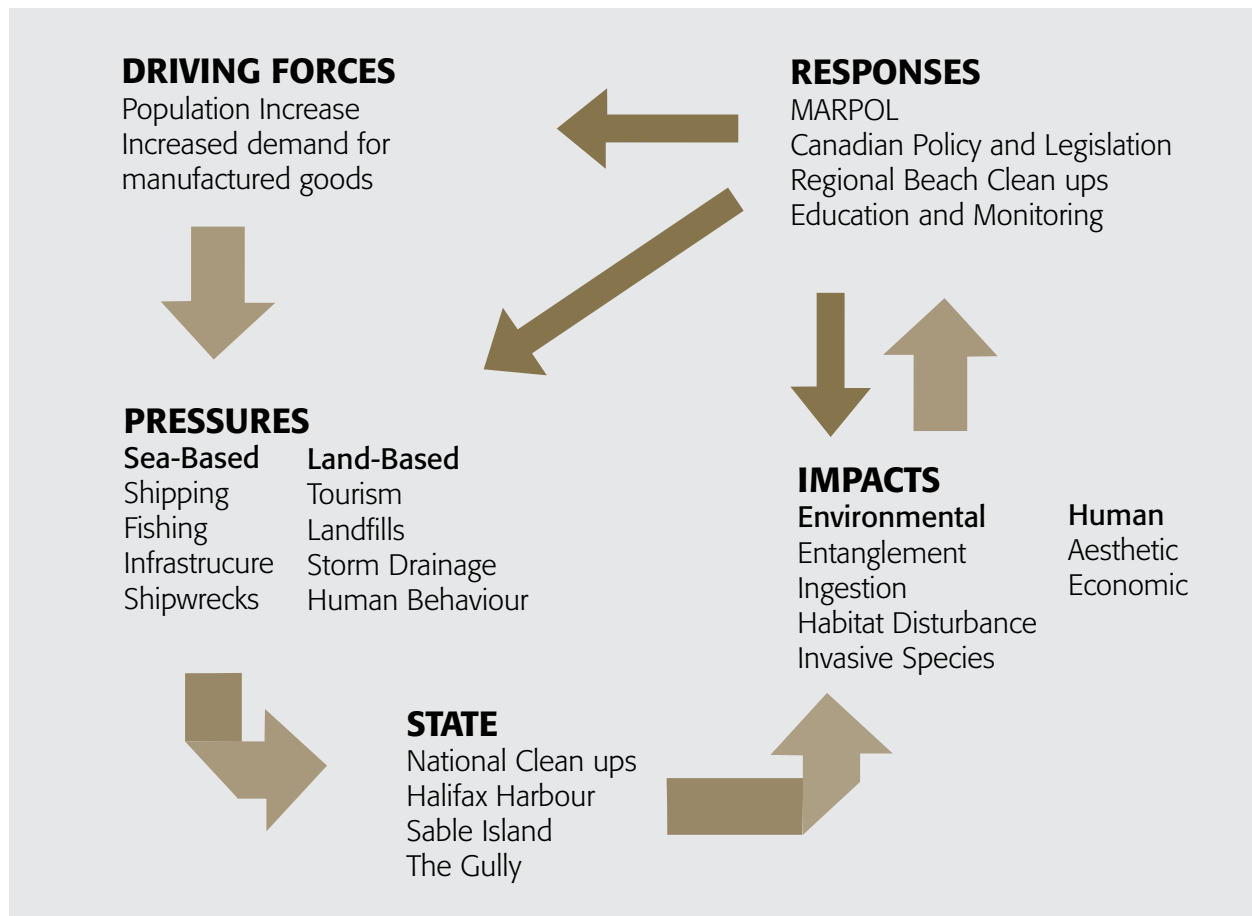 DRIVING FORCES
Population Increase
Increased demand for
manufactured goods
RESPONSES
MARPOL
Canadian Policy and Legislation
Regional Beach Clean ups
Education and Monitoring
PRESSURES
Sea-Based
Shipping
Fishing
Infrastrucure
Shipwrecks
Land-Based
Tourism
Landfills
Storm Drainage
Human Behaviour
STATE
National Clean ups
Halifax Harbour
Sable Island
The Gully
IMPACTS
Environmental
Entanglement
Ingestion
Habitat Disturbance
Invasive Species
Human
Aesthetic
Economic